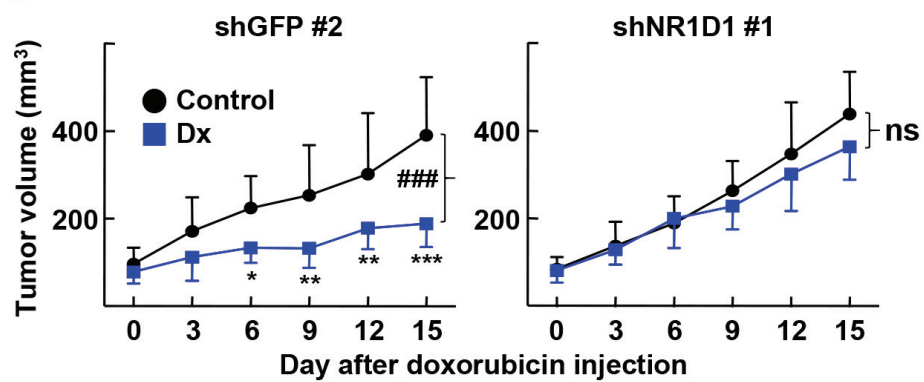 shGFP #2
shNR1D1 #1
Tumor volume (mm³)
400
200
Control
Dx
###
*
**
**
***
0 3 6 9 12 15
400
200
ns
0 3 6 9 12 15
Day after doxorubicin injection